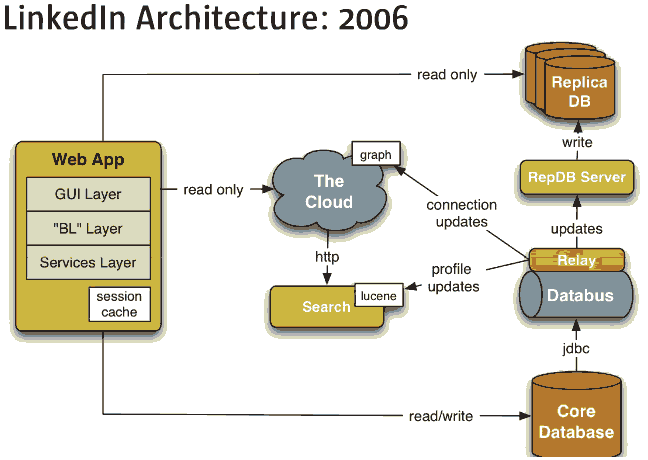 LinkedIn Architecture: 2006
read only
Replica
DB
write
Web App
GUI Layer
"BL" Layer
Services Layer
session
cache
read only
graph
The
Cloud
http
Search
lucene
connection
updates
profile
updates
RepDB Server
updates
Relay
Databus
jdbc
read/write
Core
Database